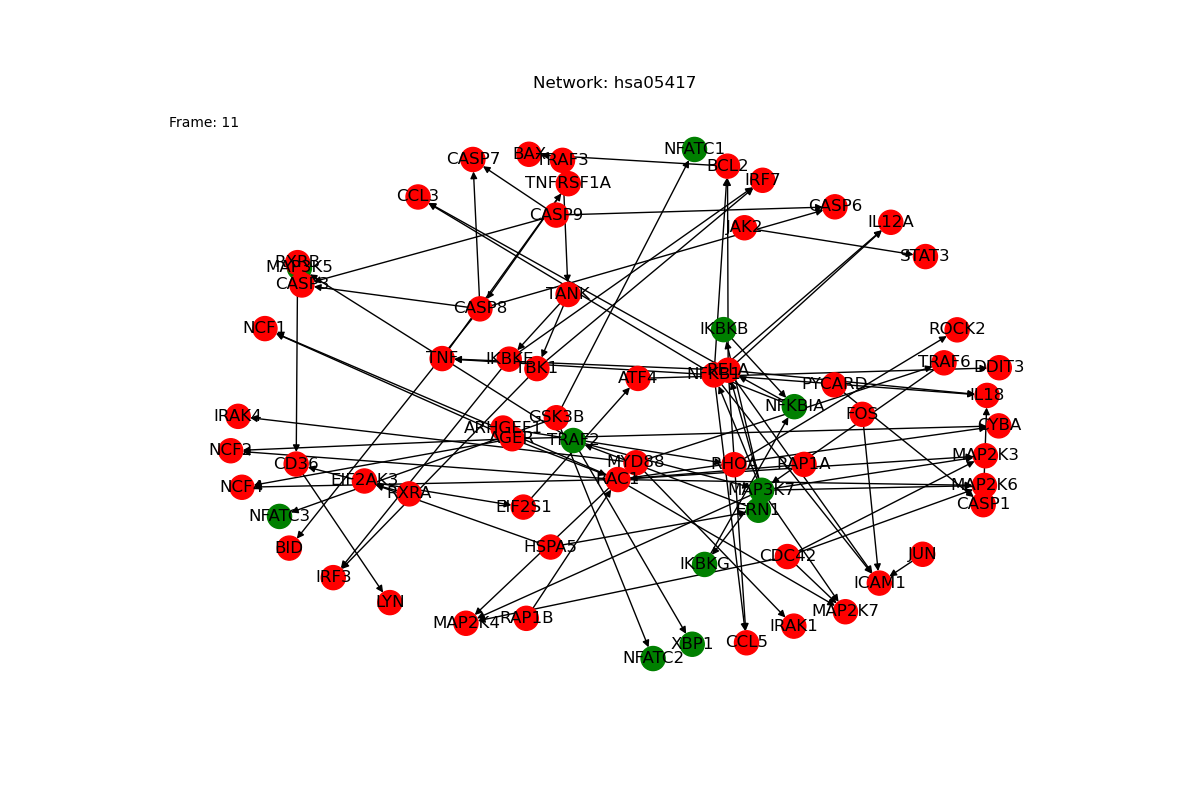 Network: hsa05417
Frame: 11
NFATC1
CASP7
BAX
TRAF3
BCL2
TNFRSF1A
IRF7
CCL3
CASP6
CASP9
IL12A
JAK2
STAT3
RXRB
MAP3K5
CASP3
TANK
CASP8
NCF1
IKBKB
ROCK2
TNF
IKBKE
TBK1
TRAF6
DDIT3
RELA
NFKB1
ATF4
PYCARD
IL1B
NFKBIA
IRAK4
GSK3B
FOS
ARHGEF1
CYBA
AGER
TRAF2
NCF2
MAP2K3
CD36
MYD88
RHOA
RAP1A
RAC1
EIF2AK3
NCF4
MAP2K6
RXRA
MAP3K7
CASP1
EIF2S1
ERN1
NFATC3
BID
HSPA5
CDC42
JUN
IKBKG
IRF3
ICAM1
LYN
MAP2K7
MAP2K4
RAP1B
IRAK1
XBP1
CCL5
NFATC2